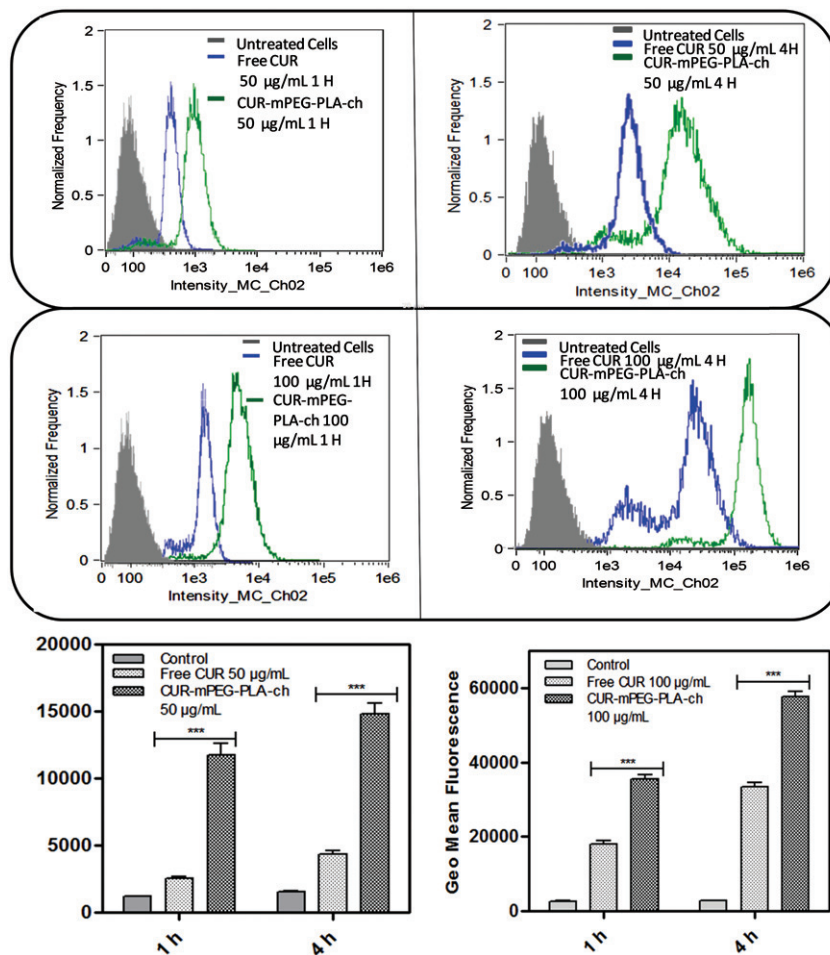 2
1.5
1
0.5
0
Normalized Frequency
Untreated Cells
Free CUR
50 µg/mL 1 H
CUR-mPEG-PLA-ch
50 µg/mL 1 H
0 100 1e3 1e4 1e5 1e6
Intensity_MC_Ch02
2
1.5
1
0.5
0
Normalized Frequency
Untreated Cells
Free CUR 50 µg/mL 4H
CUR-mPEG-PLA-ch
50 µg/mL 4 H
0 100 1e3 1e4 1e5 1e6
Intensity_MC_Ch02
2
1.5
1
0.5
0
Normalized Frequency
Untreated Cells
Free CUR
100 µg/mL 1H
CUR-mPEG-
PLA-ch 100
µg/mL 1 H
0 100 1e3 1e4 1e5 1e6
Intensity_MC_Ch02
2
1.5
1
0.5
0
Normalized Frequency
Untreated Cells
Free CUR 100 µg/mL 4H
CUR-mPEG-PLA-ch
100 µg/mL 4 H
0 100 1e3 1e4 1e5 1e6
Intensity_MC_Ch02
20000
15000
10000
5000
0
Control
Free CUR 50 µg/mL
CUR-mPEG-PLA-ch
50 µg/mL
***
***
1 h 4 h
Geo Mean Fluorescence
60000
40000
20000
0
Control
Free CUR 100 µg/mL
CUR-mPEG-PLA-ch
100 µg/mL
***
***
1 h 4 h